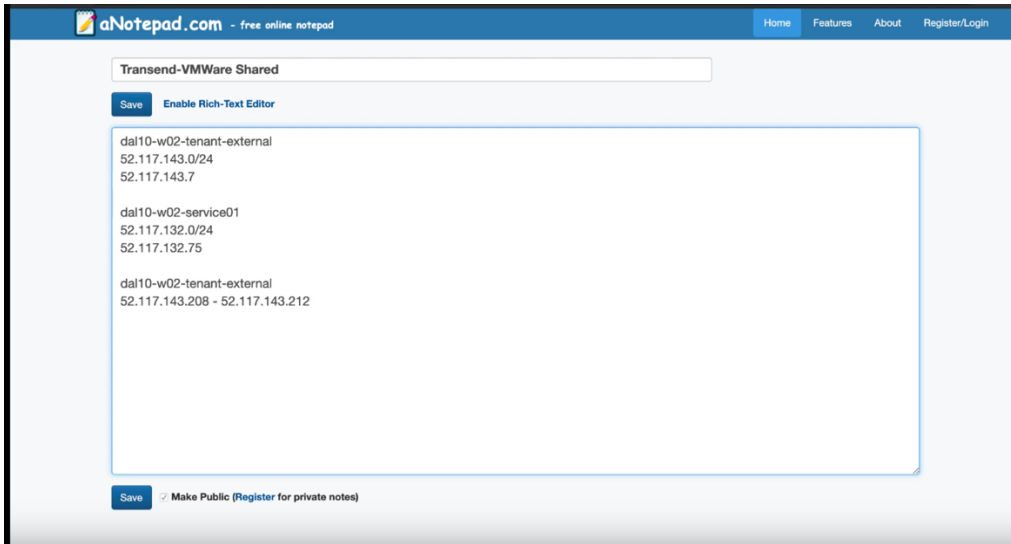 aNotepad.com - free online notepad
Home Features About Register/Login
Transend-VMWare Shared
Save Enable Rich-Text Editor
dal10-w02-tenant-external
52.117.143.0/24
52.117.143.7
dal10-w02-service01
52.117.132.0/24
52.117.132.75
dal10-w02-tenant-external
52.117.143.208 - 52.117.143.212
Save Make Public (Register for private notes)